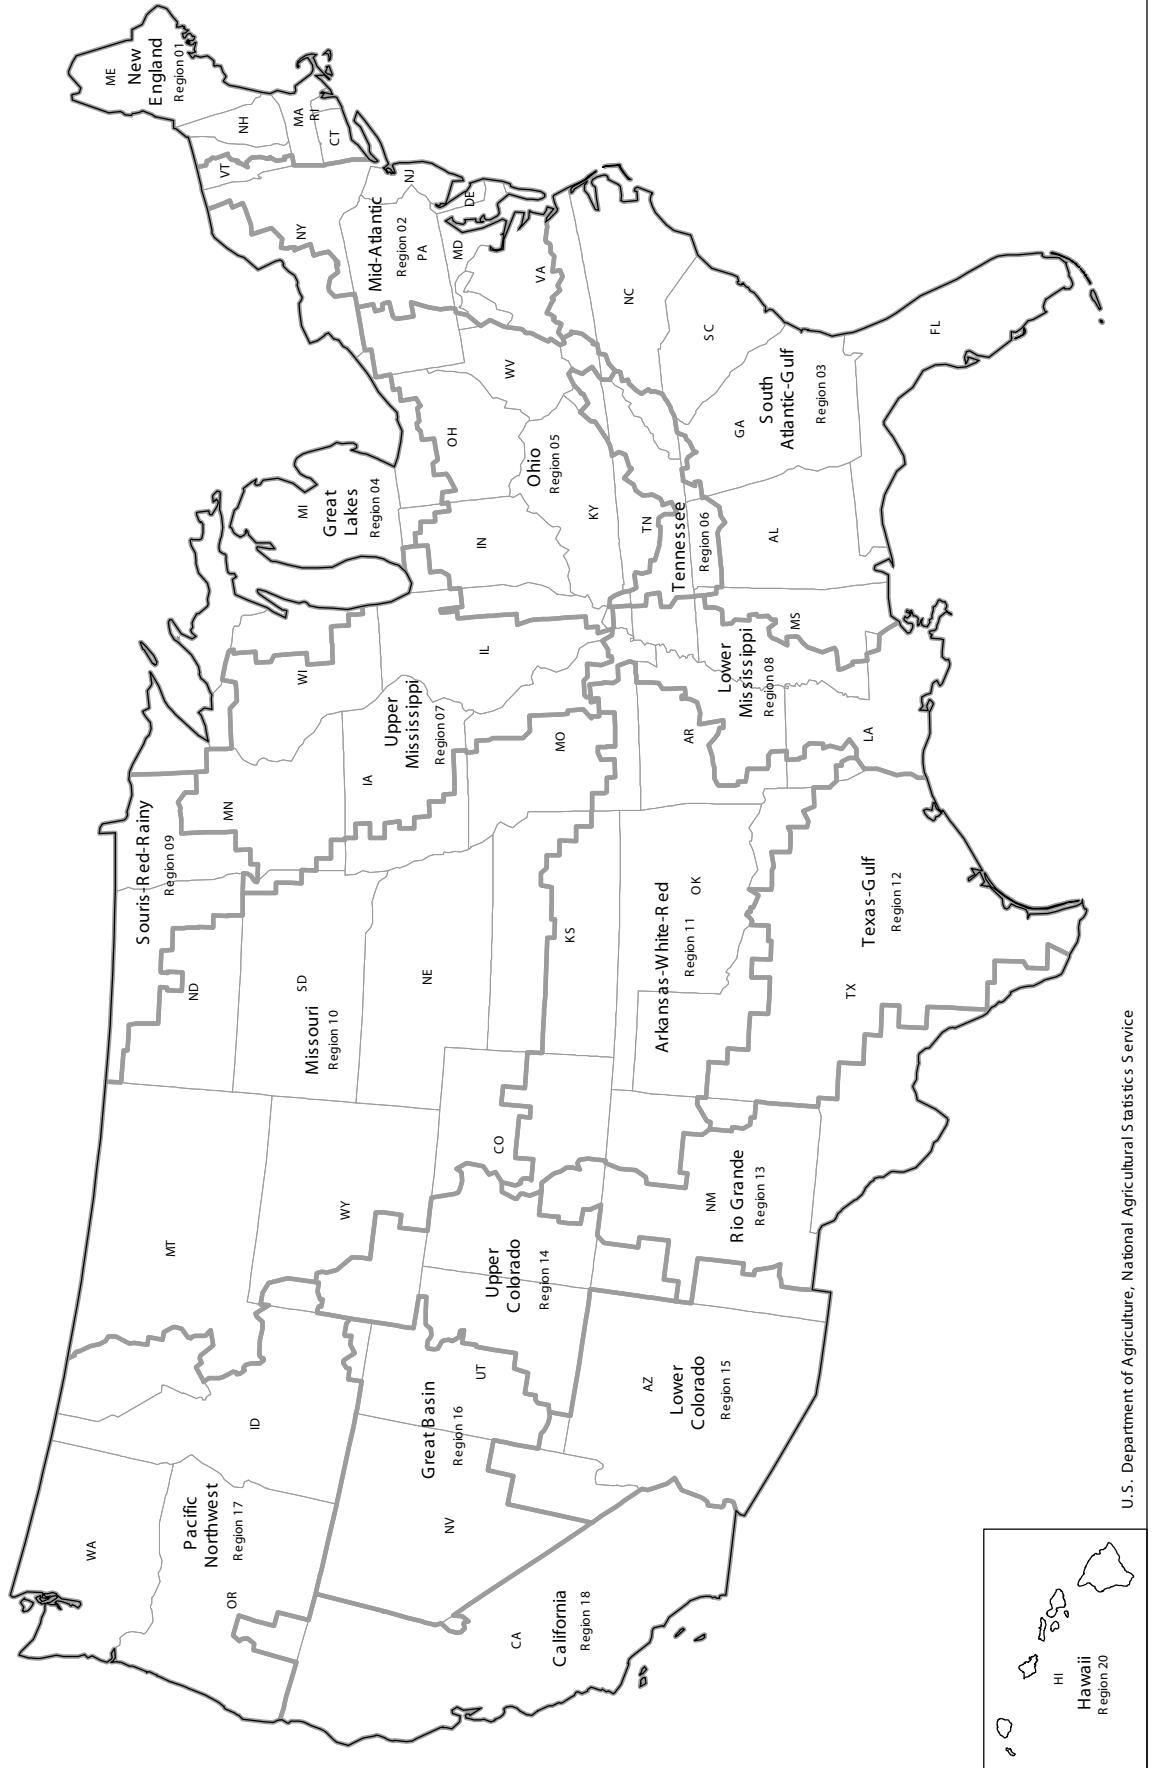 WA
Pacific
Northwest
Region 17
OR
ID
MT
ND
Souris-Red-Rainy
Region 09
MN
SD
Missouri
Region 10
WY
NE
IA
Upper
Mississippi
Region 07
WI
MI
Great
Lakes
Region 04
ME
New
England
Region 01
NH
VT
MA
RI
CT
NY
NJ
Mid-Atlantic
Region 02
PA
MD
DE
VA
WV
OH
Ohio
Region 05
IN
IL
KY
MO
KS
CO
Upper
Colorado
Region 14
UT
Great Basin
Region 16
NV
CA
California
Region 18
AZ
Lower
Colorado
Region 15
NM
Rio Grande
Region 13
Arkansas-White-Red
Region 11
OK
AR
Lower
Mississippi
Region 08
MS
TN
Tennessee
Region 06
NC
SC
GA
South
Atlantic-Gulf
Region 03
AL
FL
LA
Texas-Gulf
Region 12
TX
HI
Hawaii
Region 20
U.S. Department of Agriculture, National Agricultural Statistics Service